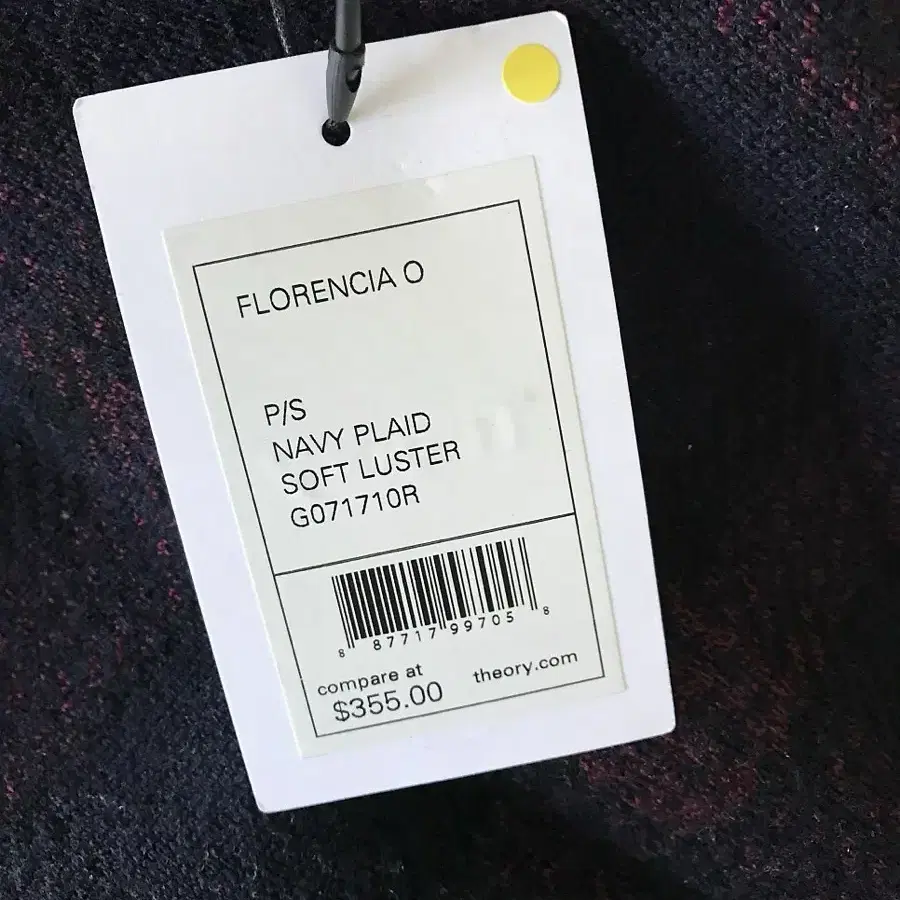 FLORENCIA O
P/S
NAVY PLAID
SOFT LUSTER
G071710R
8 87717 99705 8
compare at
$355.00
theory.com